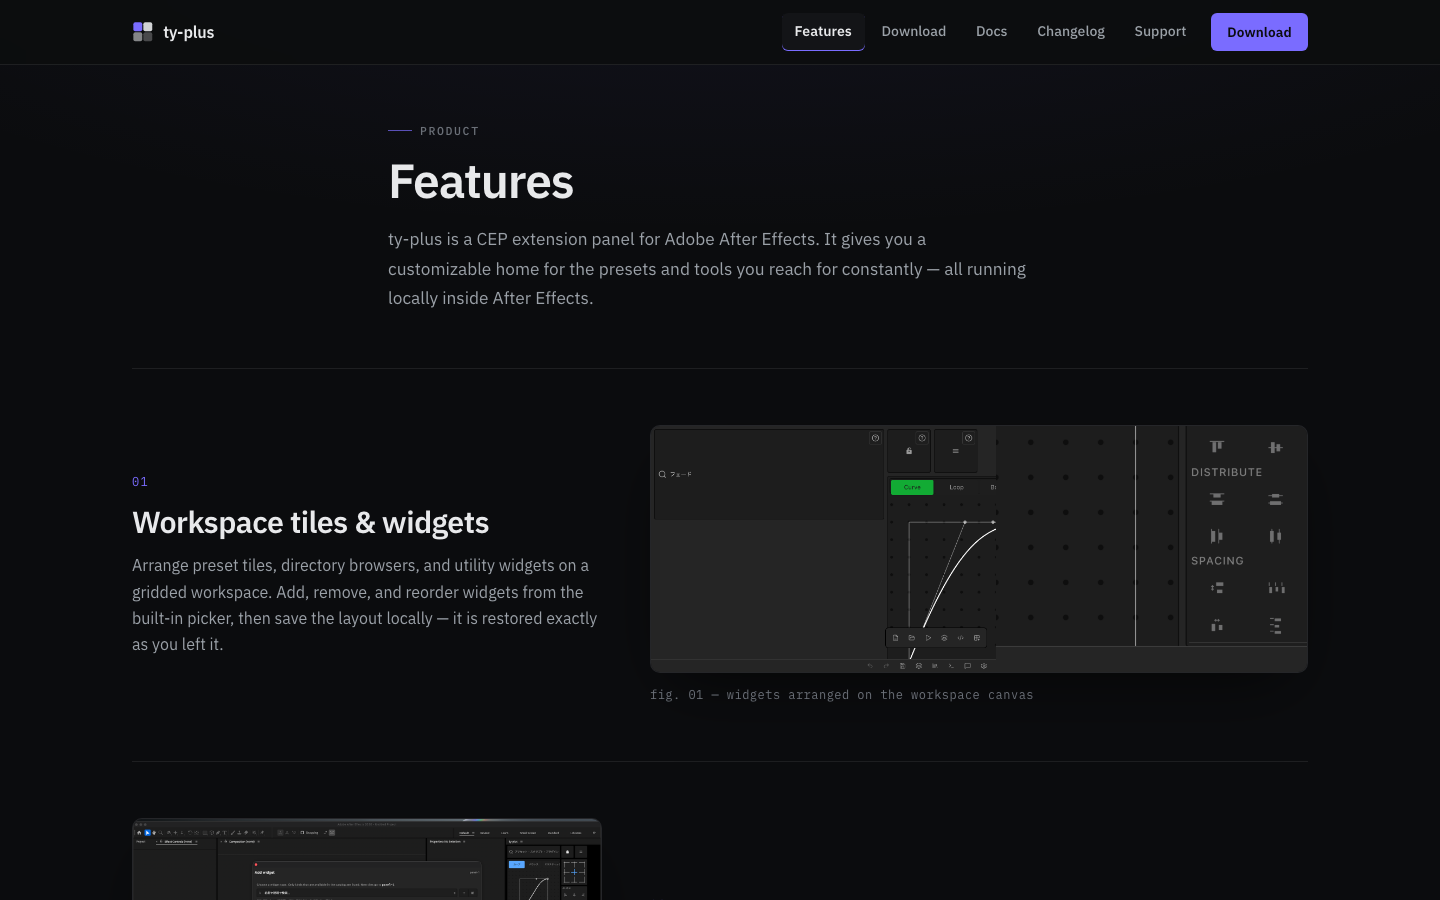 ty-plus
Features
Download
Docs
Changelog
Support
Download
PRODUCT
Features
ty-plus is a CEP extension panel for Adobe After Effects. It gives you a
customizable home for the presets and tools you reach for constantly — all running
locally inside After Effects.
01
Workspace tiles & widgets
Arrange preset tiles, directory browsers, and utility widgets on a
gridded workspace. Add, remove, and reorder widgets from the
built-in picker, then save the layout locally — it is restored exactly
as you left it.
フェード
Curve
Loop
DISTRIBUTE
SPACING
fig. 01 — widgets arranged on the workspace canvas
Add widget